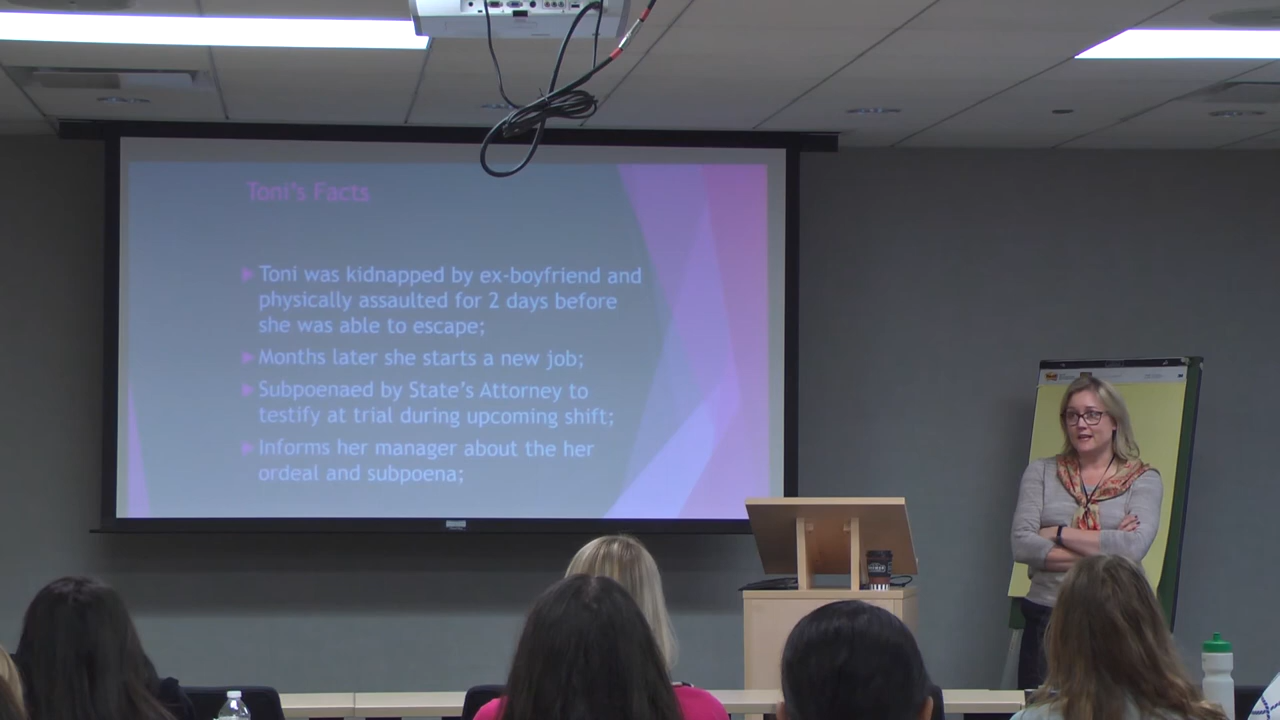 Toni's Facts
Toni was kidnapped by ex-boyfriend and
physically assaulted for 2 days before
she was able to escape;
Months later she starts a new job;
Subpoenaed by State's Attorney to
testify at trial during upcoming shift;
Informs her manager about the her
ordeal and subpoena;